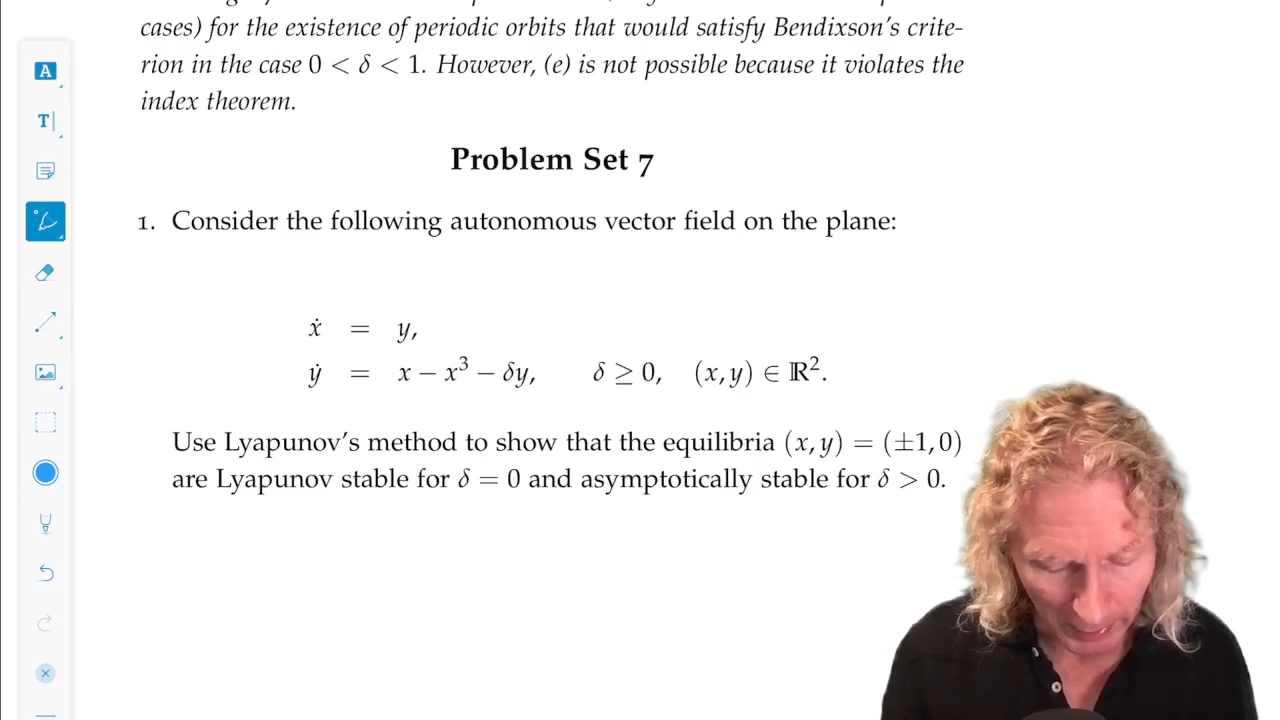 cases) for the existence of periodic orbits that would satisfy Bendixson's crite-
rion in the case 0 < δ < 1. However, (e) is not possible because it violates the
index theorem.
Problem Set 7
1. Consider the following autonomous vector field on the plane:
ẋ = y,
ẏ = x − x³ − δy, δ ≥ 0, (x, y) ∈ ℝ².
Use Lyapunov's method to show that the equilibria (x, y) = (±1, 0)
are Lyapunov stable for δ = 0 and asymptotically stable for δ > 0.
A
T